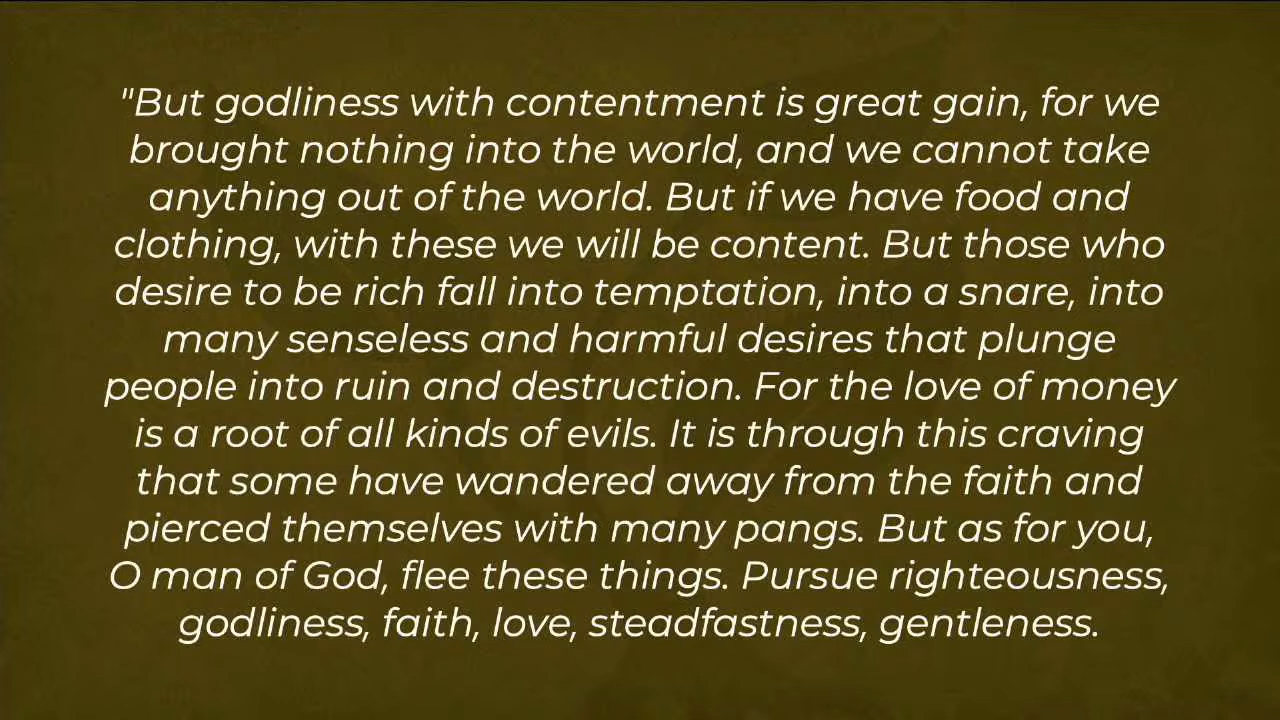 "But godliness with contentment is great gain, for we
brought nothing into the world, and we cannot take
anything out of the world. But if we have food and
clothing, with these we will be content. But those who
desire to be rich fall into temptation, into a snare, into
many senseless and harmful desires that plunge
people into ruin and destruction. For the love of money
is a root of all kinds of evils. It is through this craving
that some have wandered away from the faith and
pierced themselves with many pangs. But as for you,
O man of God, flee these things. Pursue righteousness,
godliness, faith, love, steadfastness, gentleness.